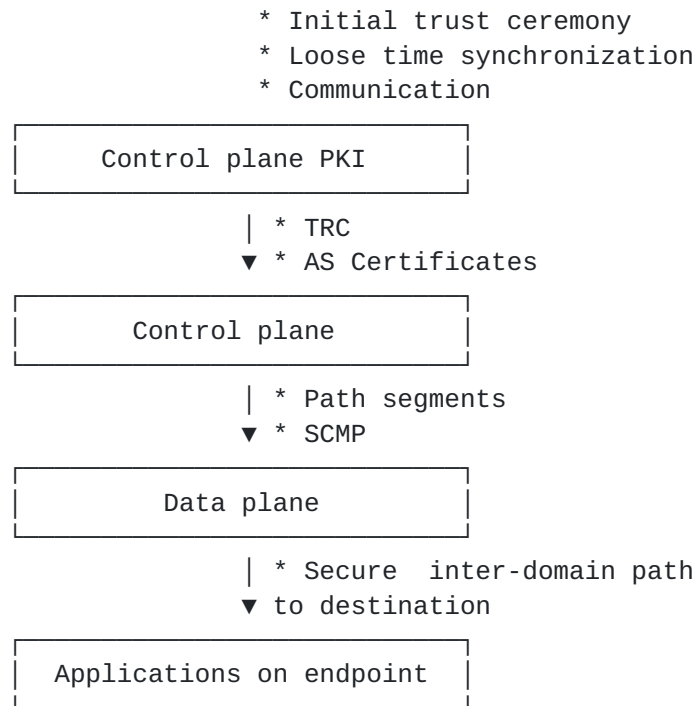 * Initial trust ceremony
* Loose time synchronization
* Communication
Control plane PKI
* TRC
* AS Certificates
Control plane
* Path segments
* SCMP
Data plane
* Secure  inter-domain path
to destination
Applications on endpoint